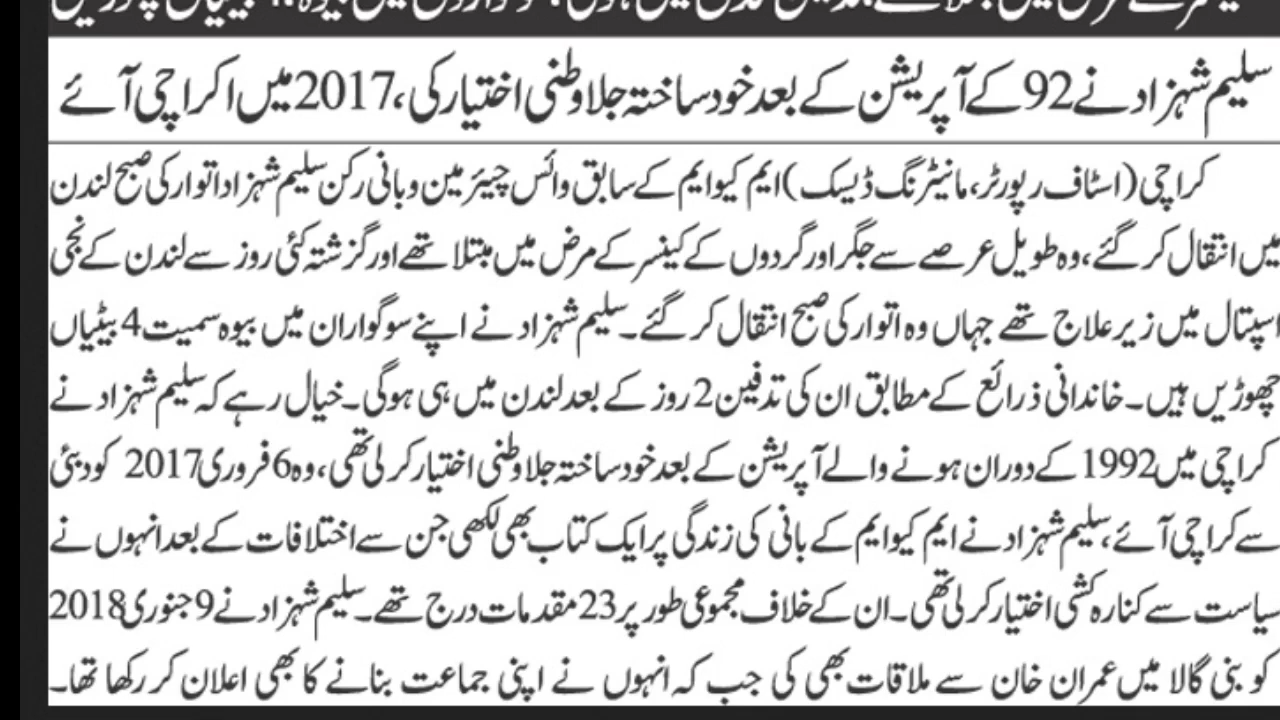 سلیم شہزاد نے 92 کے آپریشن کے بعد خود ساختہ جلاوطنی اختیار کی، 2017 میں کراچی آئے
کراچی (اسٹاف رپورٹر، مانیٹرنگ ڈیسک) ایم کیو ایم کے سابق وائس چیئرمین و بانی رکن سلیم شہزاد اتوار کی صبح لندن
میں انتقال کر گئے، وہ طویل عرصے سے جگر اور گردوں کے کینسر کے مرض میں مبتلا تھے اور گزشتہ کئی روز سے لندن کے نجی
اسپتال میں زیر علاج تھے جہاں وہ اتوار کی صبح انتقال کر گئے۔ سلیم شہزاد نے اپنے سوگواران میں بیوہ سمیت 4 بیٹیاں
چھوڑیں ہیں۔ خاندانی ذرائع کے مطابق ان کی تدفین 2 روز کے بعد لندن میں ہی ہوگی۔ خیال رہے کہ سلیم شہزاد نے
کراچی میں 1992 کے دوران ہونے والے آپریشن کے بعد خود ساختہ جلاوطنی اختیار کر لی تھی، وہ 6 فروری 2017 کو دبئی
سے کراچی آئے، سلیم شہزاد نے ایم کیو ایم کے بانی کی زندگی پر ایک کتاب بھی لکھی جن سے اختلافات کے بعد انہوں نے
سیاست سے کنارہ کشی اختیار کر لی تھی۔ ان کے خلاف مجموعی طور پر 23 مقدمات درج تھے۔ سلیم شہزاد نے 9 جنوری 2018
کو بنی گالا میں عمران خان سے ملاقات بھی کی جب کہ انہوں نے اپنی جماعت بنانے کا بھی اعلان کر رکھا تھا۔